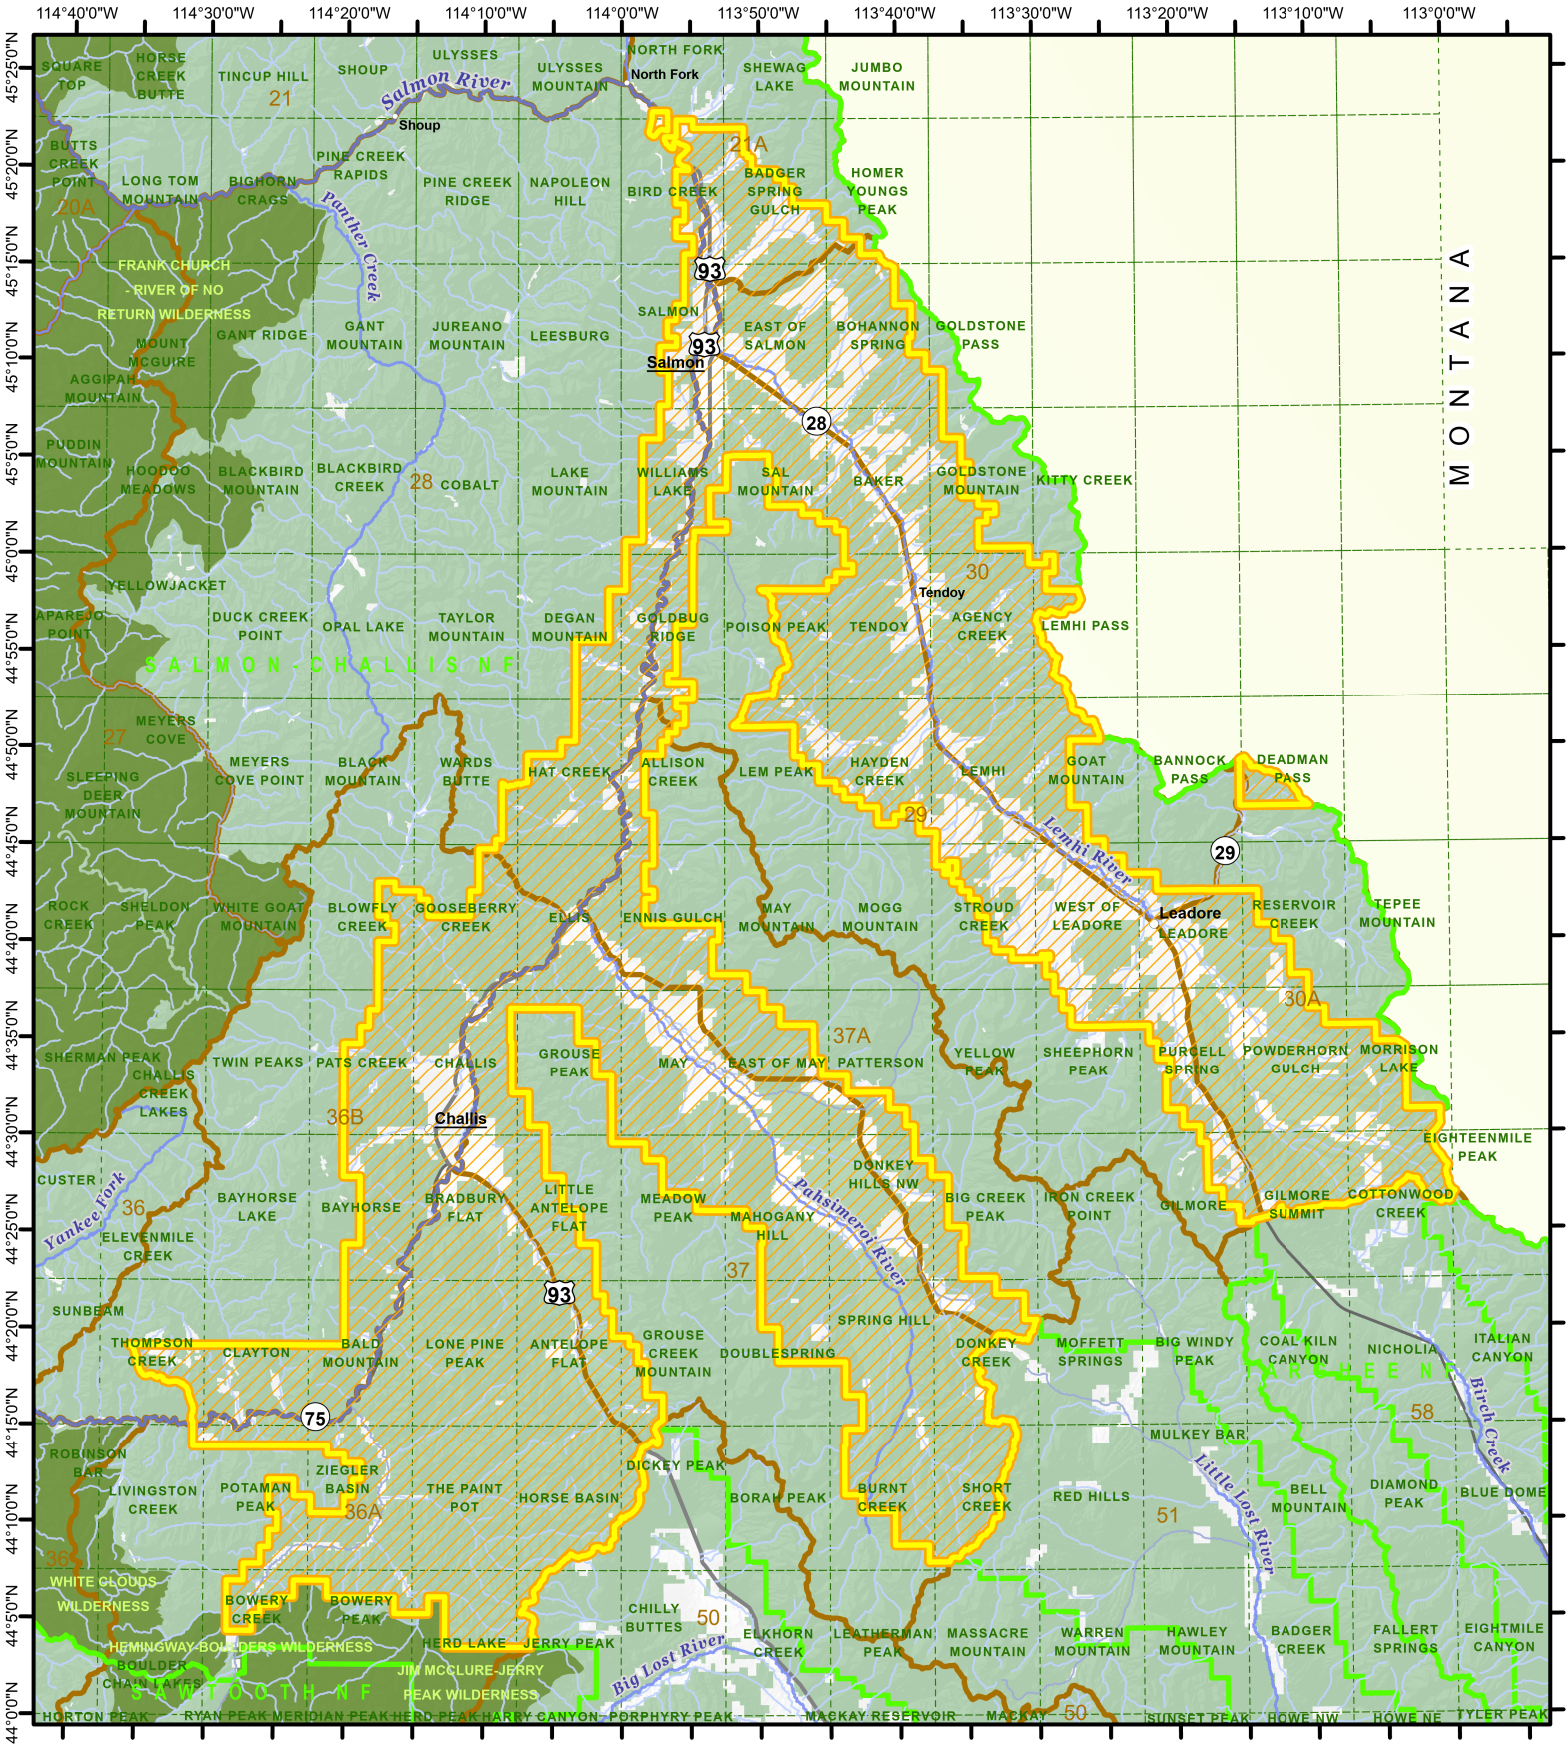 114°0'0"W 114°30'0"W 114°20'0"W 114°10'0"W 114°0'0"W 113°50'0"W 113°40'0"W 113°30'0"W 113°20'0"W 113°10'0"W 113°0'0"W
45°25'0"N
45°20'0"N
45°15'0"N
45°10'0"N
45°5'0"N
45°0'0"N
44°55'0"N
44°50'0"N
44°45'0"N
44°40'0"N
44°35'0"N
44°30'0"N
44°25'0"N
44°20'0"N
44°15'0"N
44°10'0"N
44°5'0"N
44°0'0"N
SQUARE
TOP
HORSE
CREEK
BUTTE
TINCUP HILL
21
SHOUP
ULYSSES
ULYSSES
MOUNTAIN
NORTH FORK
North Fork
SHEWAG
LAKE
JUMBO
MOUNTAIN
Salmon River
Shoup
BUTTS
CREEK
POINT
20A
LONG TOM
MOUNTAIN
BIGHORN
CRAGS
PINE CREEK
RAPIDS
PINE CREEK
RIDGE
NAPOLEON
HILL
BIRD CREEK
21A
BADGER
SPRING
GULCH
HOMER
YOUNGS
PEAK
Panther Creek
FRANK CHURCH
- RIVER OF NO
RETURN WILDERNESS
93
MONTANA
MOUNT
MCGUIRE
GANT RIDGE
GANT
MOUNTAIN
JUREANO
MOUNTAIN
LEESBURG
SALMON
93
Salmon
EAST OF
SALMON
BOHANNON
SPRING
GOLDSTONE
PASS
AGGIPAH
MOUNTAIN
28
PUDDIN
MOUNTAIN
HOODOO
MEADOWS
BLACKBIRD
MOUNTAIN
BLACKBIRD
CREEK
28
COBALT
LAKE
MOUNTAIN
WILLIAMS
LAKE
SAL
MOUNTAIN
BAKER
GOLDSTONE
MOUNTAIN
KITTY CREEK
30
YELLOWJACKET
Tendoy
APAREJO
POINT
DUCK CREEK
POINT
OPAL LAKE
TAYLOR
MOUNTAIN
DEGAN
MOUNTAIN
GOLDBUG
RIDGE
POISON PEAK
TENDOY
AGENCY
CREEK
LEMHI PASS
SALMON-CHALLIS NF
27
MEYERS
COVE
SLEEPING
DEER
MOUNTAIN
MEYERS
COVE POINT
BLACK
MOUNTAIN
WARDS
BUTTE
HAT CREEK
ALLISON
CREEK
LEM PEAK
HAYDEN
CREEK
LEMHI
GOAT
MOUNTAIN
BANNOCK
PASS
DEADMAN
PASS
29
Lemhi River
29
ROCK
CREEK
SHELDON
PEAK
WHITE GOAT
MOUNTAIN
BLOWFLY
CREEK
GOOSEBERRY
CREEK
ELLIS
ENNIS GULCH
MAY
MOUNTAIN
MOGG
MOUNTAIN
STROUD
CREEK
WEST OF
LEADORE
Leadore
LEADORE
RESERVOIR
CREEK
TEPEE
MOUNTAIN
30A
37A
SHERMAN PEAK
CHALLIS
CREEK
LAKES
TWIN PEAKS
PATS CREEK
CHALLIS
GROUSE
PEAK
MAY
EAST OF MAY
PATTERSON
YELLOW
PEAK
SHEEPHORN
PEAK
PURCELL
SPRING
POWDERHORN
GULCH
MORRISON
LAKE
36B
Challis
EIGHTEENMILE
PEAK
CUSTER
Yankee Fork
36
BAYHORSE
LAKE
BAYHORSE
BRADBURY
FLAT
LITTLE
ANTELOPE
FLAT
MEADOW
PEAK
MAHOGANY
HILL
Pahsimeroi River
DONKEY
HILLS NW
BIG CREEK
PEAK
IRON CREEK
POINT
GILMORE
GILMORE
SUMMIT
COTTONWOOD
CREEK
ELEVENMILE
CREEK
37
93
SUNBEAM
THOMPSON
CREEK
CLAYTON
BALD
MOUNTAIN
LONE PINE
PEAK
ANTELOPE
FLAT
GROUSE
CREEK
MOUNTAIN
DOUBLESPRING
SPRING HILL
DONKEY
CREEK
MOFFETT
SPRINGS
BIG WINDY
PEAK
COAL KILN
CANYON
NICHOLIA
ITALIAN
CANYON
Birch Creek
58
75
ROBINSON
BAR
LIVINGSTON
CREEK
POTAMAN
PEAK
ZIEGLER
BASIN
36A
THE PAINT
POT
HORSE BASIN
DICKEY PEAK
BORAH PEAK
BURNT
CREEK
SHORT
CREEK
RED HILLS
MULKEY BAR
51
Little Lost River
BELL
MOUNTAIN
DIAMOND
PEAK
BLUE DOME
WHITE CLOUDS
WILDERNESS
BOWERY
CREEK
BOWERY
PEAK
HERD LAKE
JERRY PEAK
CHILLY
BUTTES
50
ELKHORN
CREEK
LEATHERMAN
PEAK
MASSACRE
MOUNTAIN
WARREN
MOUNTAIN
HAWLEY
MOUNTAIN
BADGER
CREEK
FALLERT
SPRINGS
EIGHTMILE
CANYON
HEMINGWAY-BOULDERS WILDERNESS
BOULDER
CHAIN LAKES
JIM MCCLURE-JERRY
PEAK WILDERNESS
SAWTOOTH NF
Big Lost River
50
HORTON PEAK
RYAN PEAK
MERIDIAN PEAK
HERD PEAK
HARRY CANYON
PORPHYRY PEAK
MACKAY RESERVOIR
MACKAY
SUNSET PEAK
HOWE NW
HOWE NE
TYLER PEAK